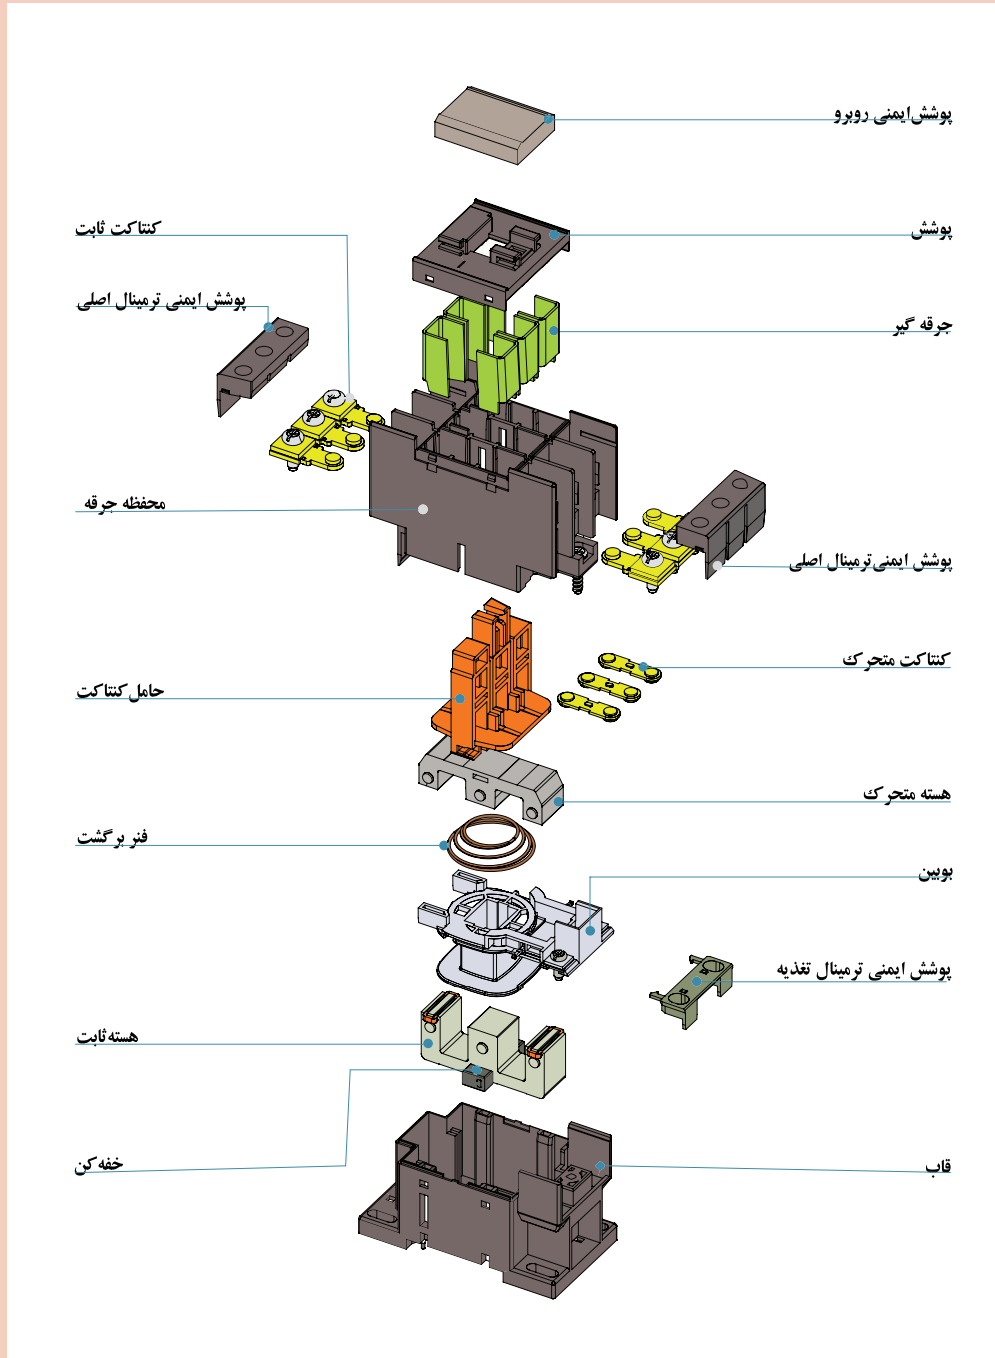 پوشش ایمنی روبرو
پوشش
کنتاکت ثابت
پوشش ایمنی ترمینال اصلی
جرقه گیر
محفظه جرقه
پوشش ایمنی ترمینال اصلی
کنتاکت متحرک
حامل کنتاکت
هسته متحرک
فنر برگشت
بوبین
پوشش ایمنی ترمینال تغذیه
هسته ثابت
خفه کن
قاب